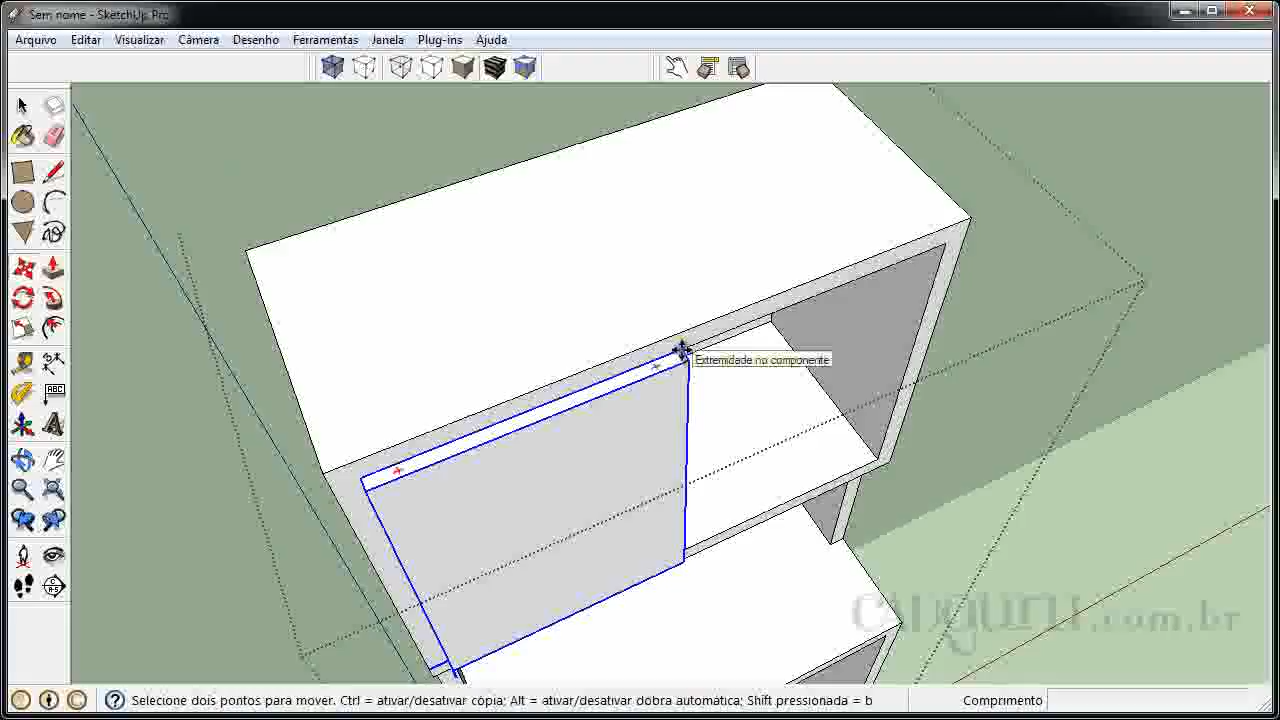 Sem nome - SketchUp Pro
Arquivo Editar Visualizar Câmera Desenho Ferramentas Janela Plug-ins Ajuda
ABC
Extremidade no componente
CADGURU.com.br
Selecione dois pontos para mover. Ctrl = ativar/desativar cópia; Alt = ativar/desativar dobra automática; Shift pressionada = b
Comprimento